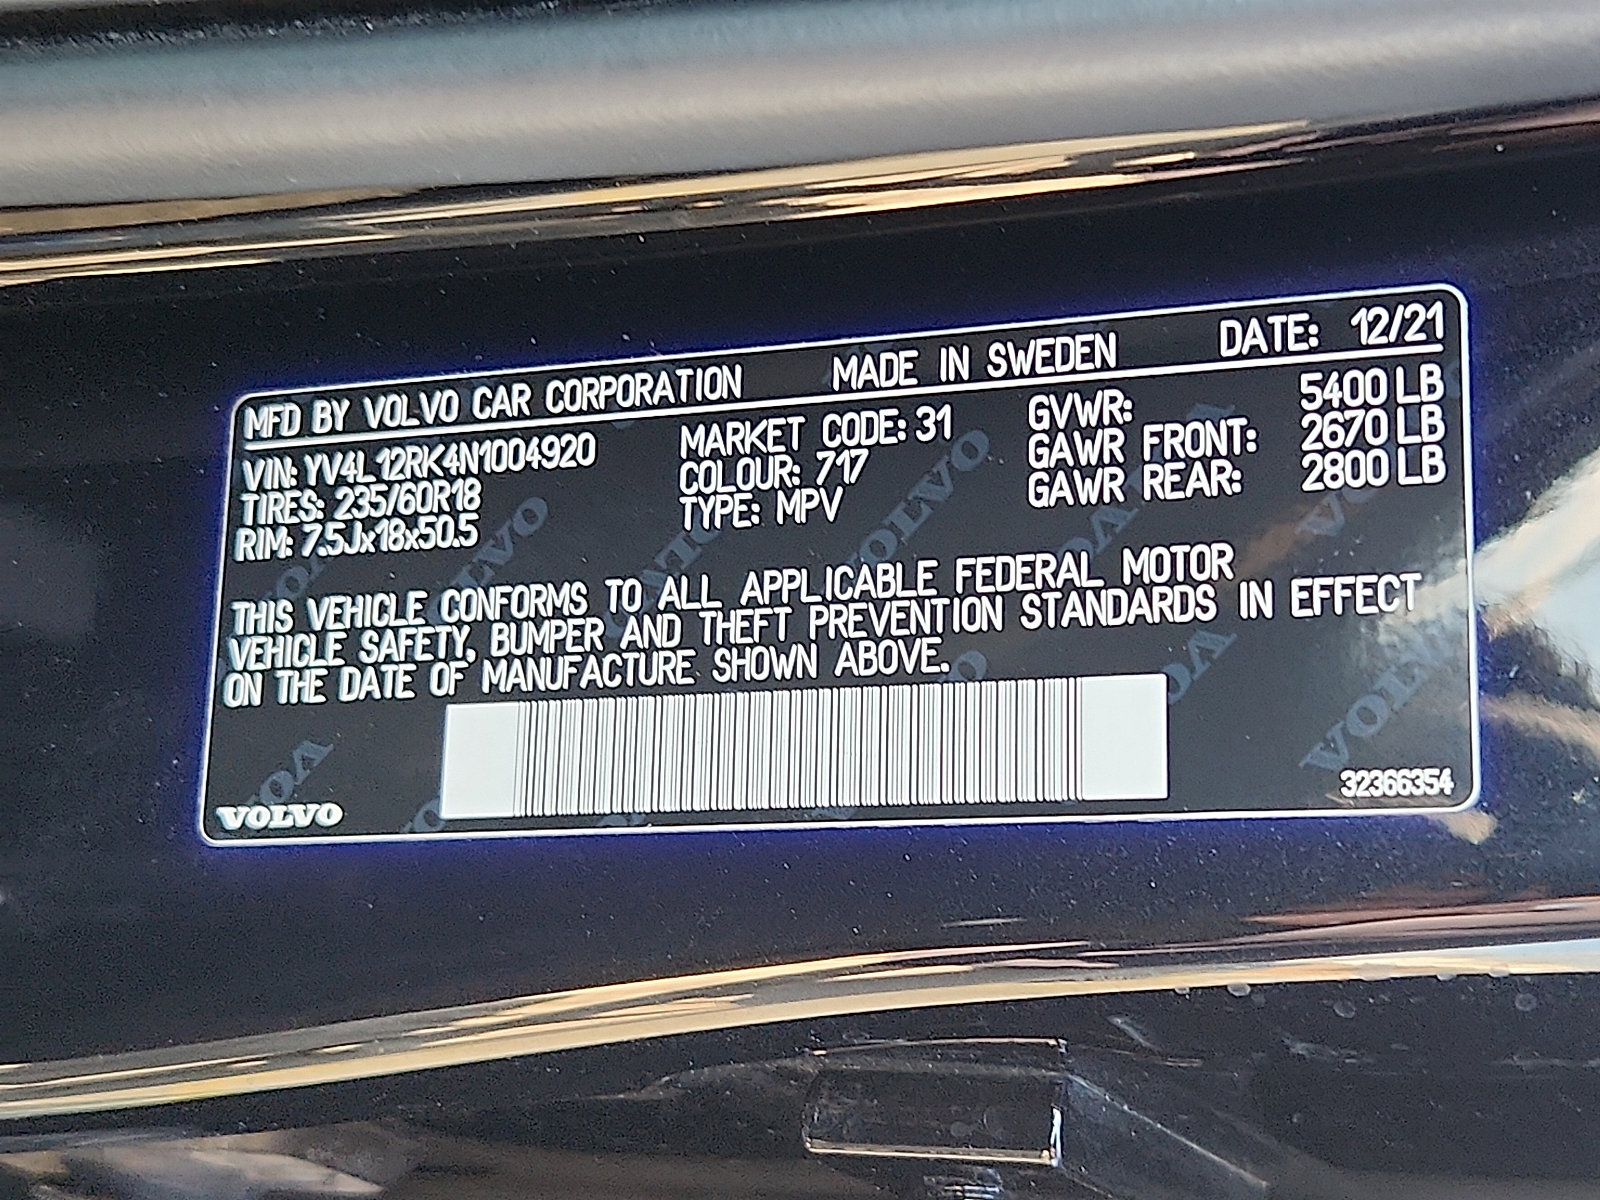 MFD BY VOLVO CAR CORPORATION MADE IN SWEDEN DATE: 12/21
VIN: YV4L12RK4N1004920 MARKET CODE: 31 GVWR: 5400 LB
TIRES: 235/60R18 COLOUR: 717 GAWR FRONT: 2670 LB
RIM: 7.5Jx18x50.5 TYPE: MPV GAWR REAR: 2800 LB
THIS VEHICLE CONFORMS TO ALL APPLICABLE FEDERAL MOTOR
VEHICLE SAFETY, BUMPER AND THEFT PREVENTION STANDARDS IN EFFECT
ON THE DATE OF MANUFACTURE SHOWN ABOVE.
VOLVO 32366354